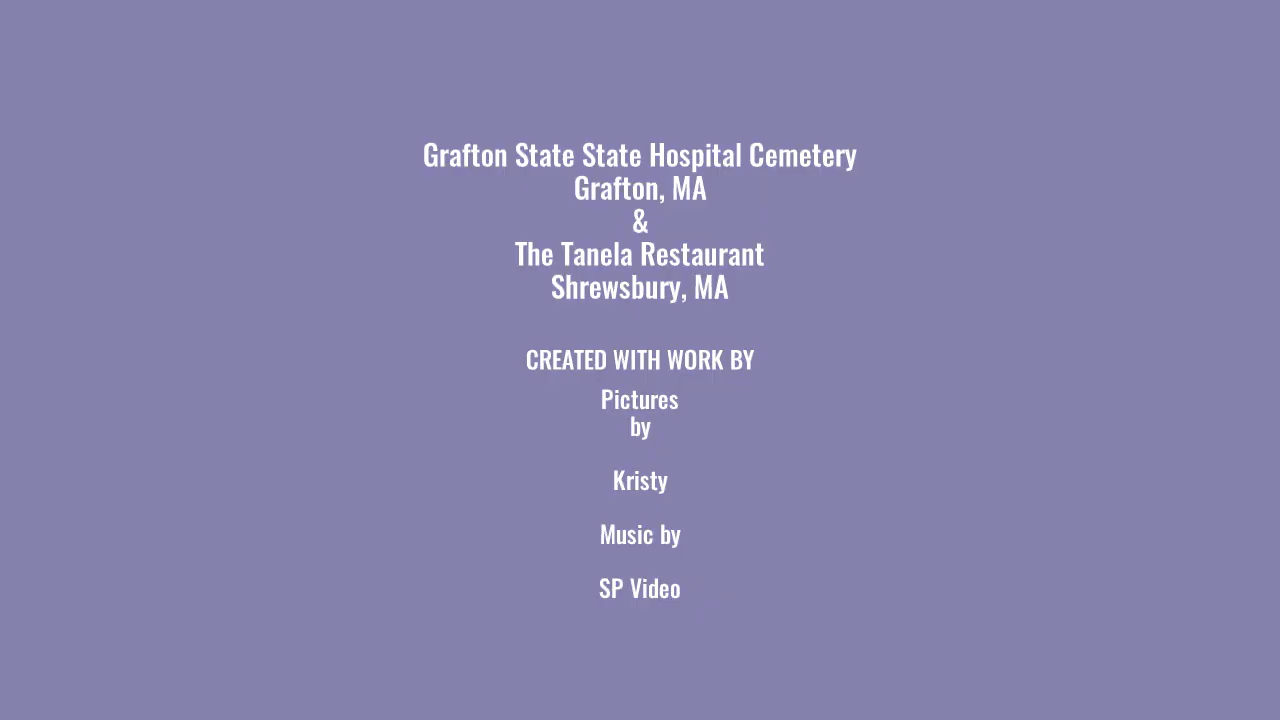 Grafton State State Hospital Cemetery
Grafton, MA
&
The Tanela Restaurant
Shrewsbury, MA
CREATED WITH WORK BY
Pictures
by
Kristy
Music by
SP Video